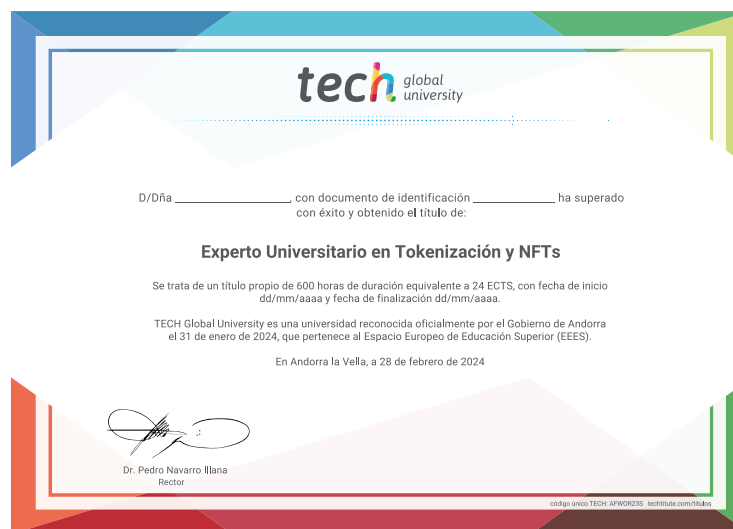 tech global
university
D/Dña ____________________, con documento de identificación ______________ ha superado
con éxito y obtenido el título de:
Experto Universitario en Tokenización y NFTs
Se trata de un título propio de 600 horas de duración equivalente a 24 ECTS, con fecha de inicio
dd/mm/aaaa y fecha de finalización dd/mm/aaaa.
TECH Global University es una universidad reconocida oficialmente por el Gobierno de Andorra
el 31 de enero de 2024, que pertenece al Espacio Europeo de Educación Superior (EEES).
En Andorra la Vella, a 28 de febrero de 2024
Dr. Pedro Navarro Illana
Rector
código único TECH: AFWOR23S techtitute.com/titulos